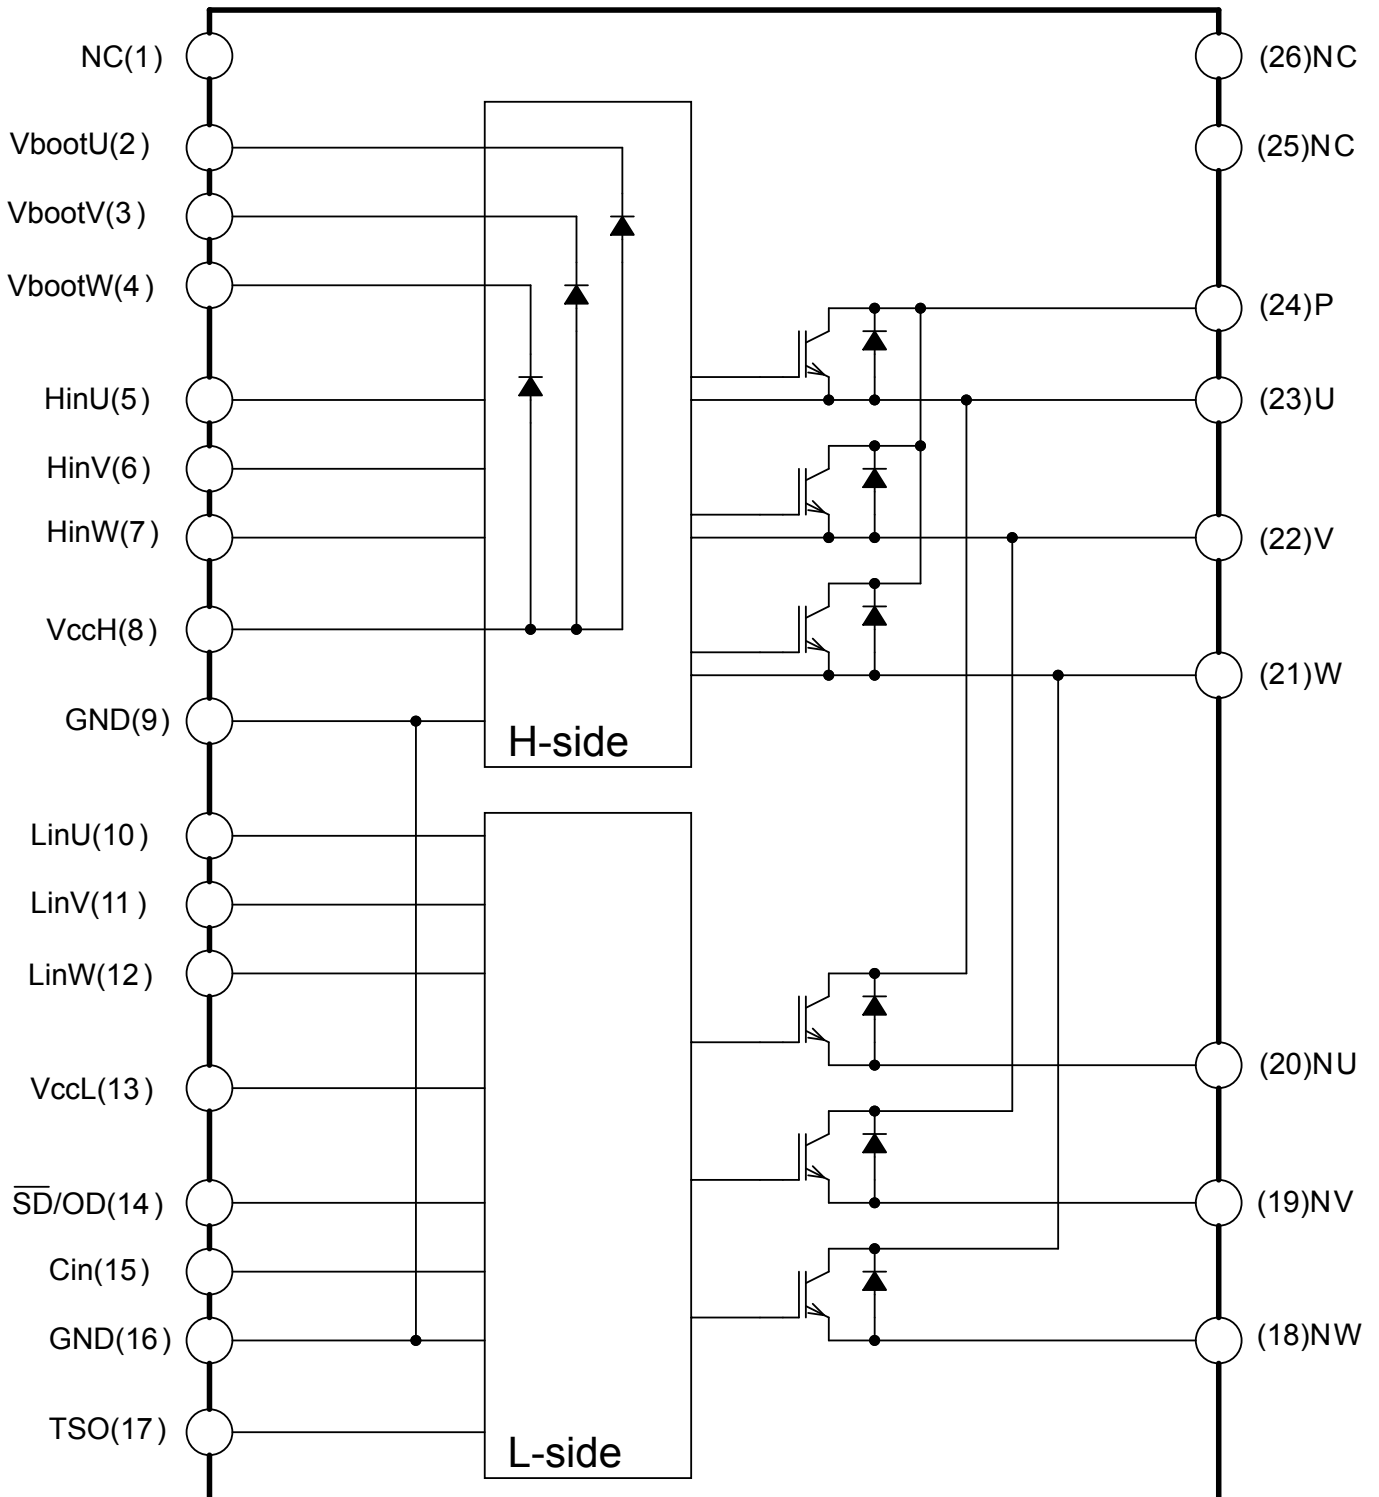 NC(1)
VbootU(2)
VbootV(3)
VbootW(4)
HinU(5)
HinV(6)
HinW(7)
VccH(8)
GND(9)
LinU(10)
LinV(11)
LinW(12)
VccL(13)
S̅D̅/OD(14)
Cin(15)
GND(16)
TSO(17)
H-side
L-side
(26)NC
(25)NC
(24)P
(23)U
(22)V
(21)W
(20)NU
(19)NV
(18)NW